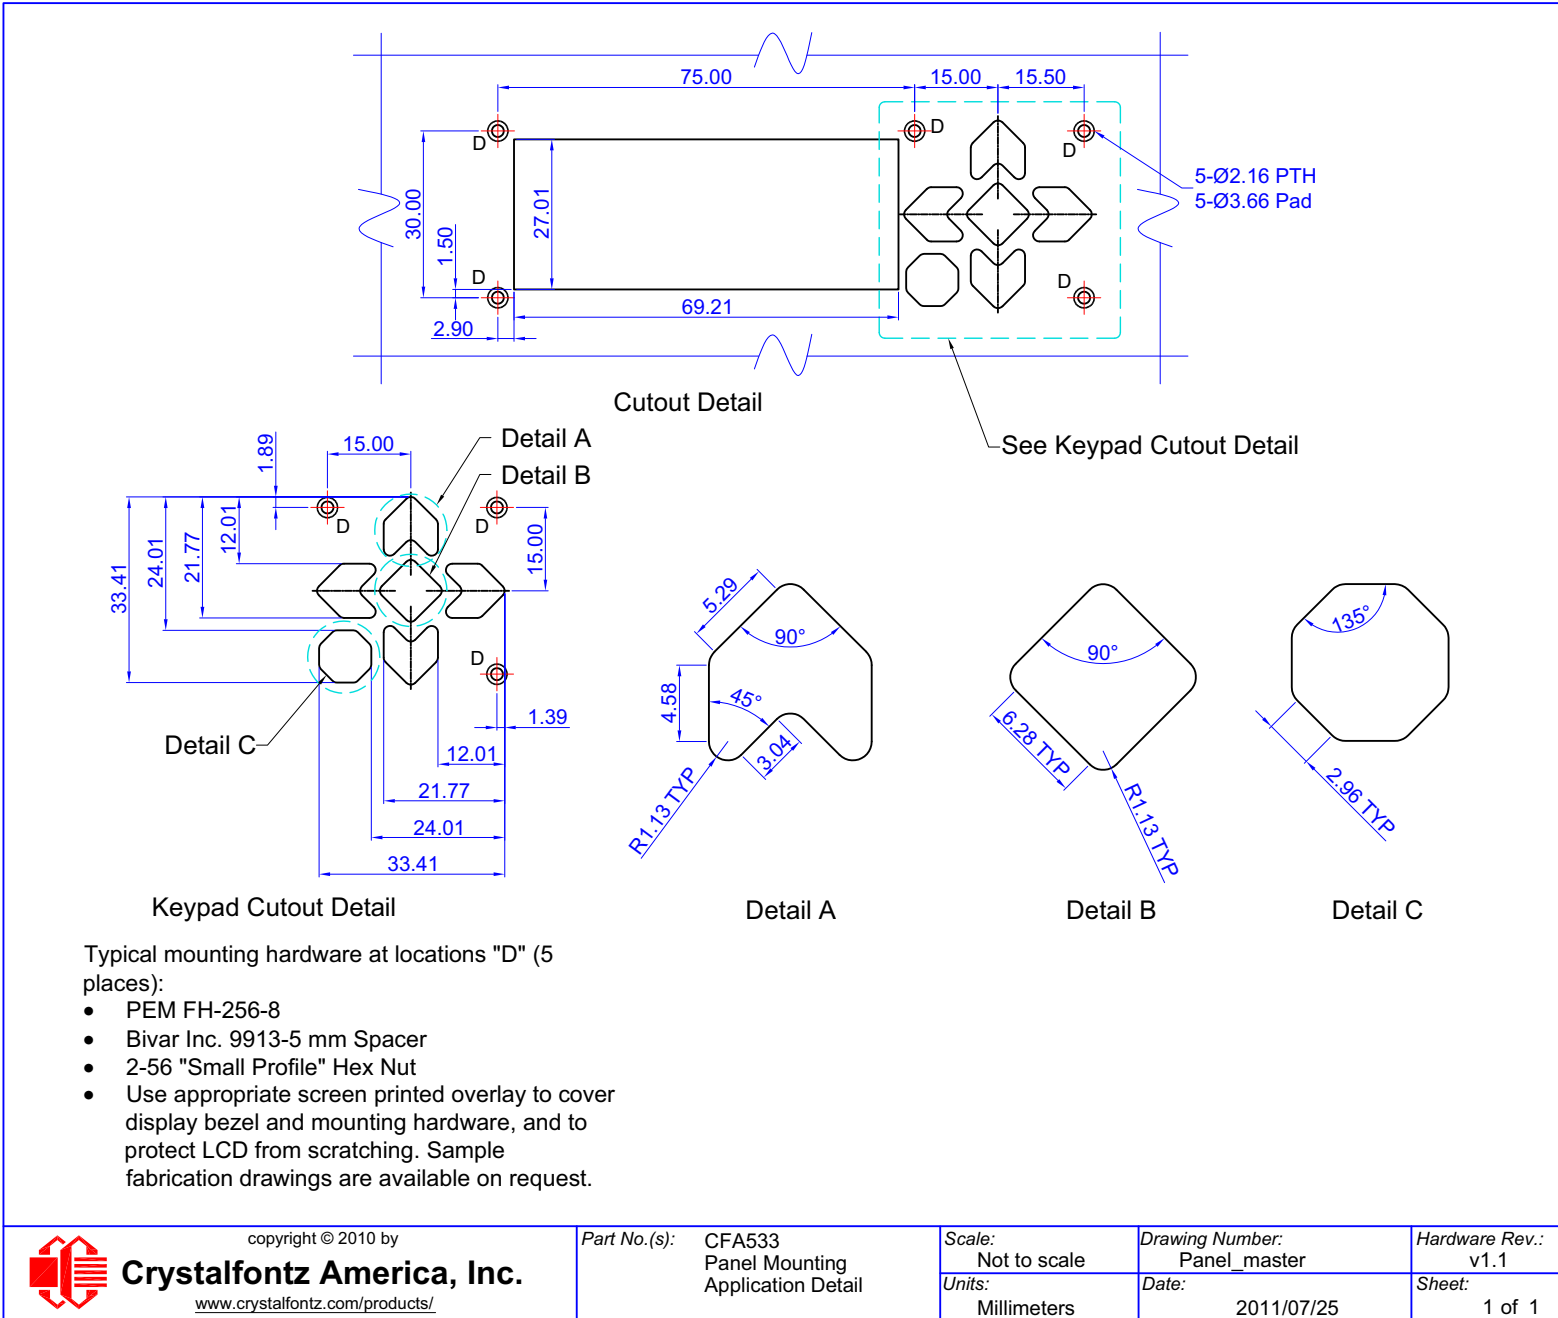 75.00
15.00
15.50
D
D
D
D
D
5-Ø2.16 PTH
5-Ø3.66 Pad
30.00
27.01
1.50
69.21
2.90
Cutout Detail
See Keypad Cutout Detail
Detail A
Detail B
1.89
15.00
D
D
D
33.41
24.01
21.77
12.01
15.00
1.39
12.01
21.77
24.01
33.41
Detail C
Keypad Cutout Detail
5.29
90°
4.58
45°
3.04
R1.13 TYP
Detail A
90°
6.28 TYP
R1.13 TYP
Detail B
135°
2.96 TYP
Detail C
Typical mounting hardware at locations "D" (5
places):
• PEM FH-256-8
• Bivar Inc. 9913-5 mm Spacer
• 2-56 "Small Profile" Hex Nut
• Use appropriate screen printed overlay to cover
display bezel and mounting hardware, and to
protect LCD from scratching. Sample
fabrication drawings are available on request.
copyright © 2010 by
Crystalfontz America, Inc.
www.crystalfontz.com/products/
Part No.(s): CFA533
Panel Mounting
Application Detail
Scale:
Not to scale
Units:
Millimeters
Drawing Number:
Panel_master
Date:
2011/07/25
Hardware Rev.:
v1.1
Sheet:
1 of 1